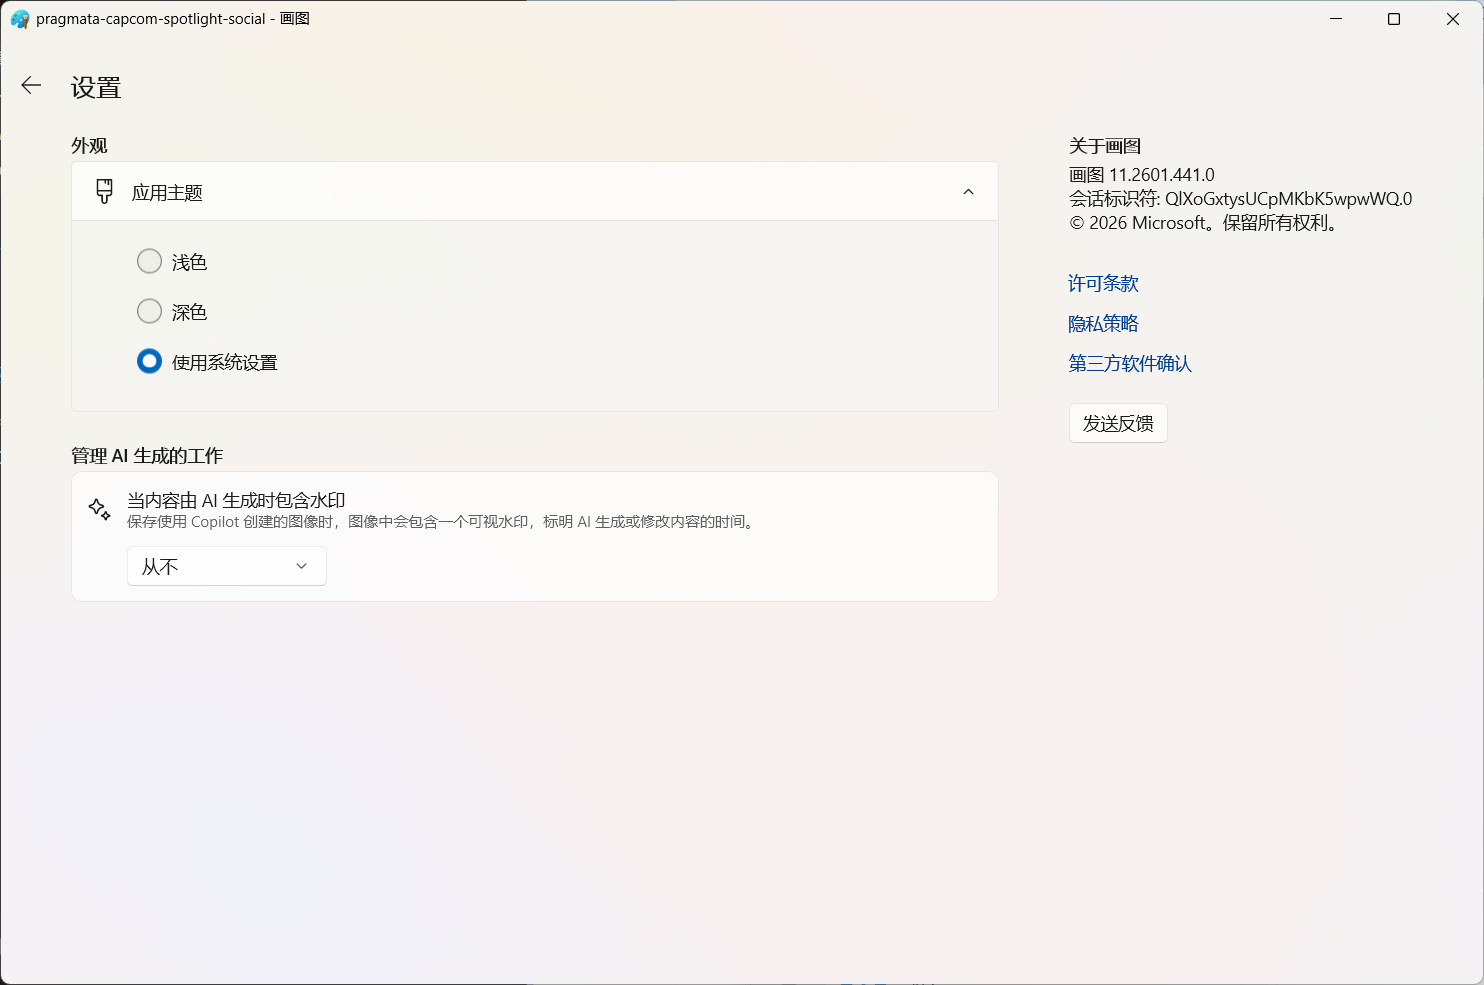 pragmata-capcom-spotlight-social - 画图
设置
外观
应用主题
浅色
深色
使用系统设置
管理 AI 生成的工作
当内容由 AI 生成时包含水印
保存使用 Copilot 创建的图像时，图像中会包含一个可视水印，标明 AI 生成或修改内容的时间。
从不
关于画图
画图 11.2601.441.0
会话标识符: QlXoGxtysUCpMKbK5wpwWQ.0
© 2026 Microsoft。保留所有权利。
许可条款
隐私策略
第三方软件确认
发送反馈